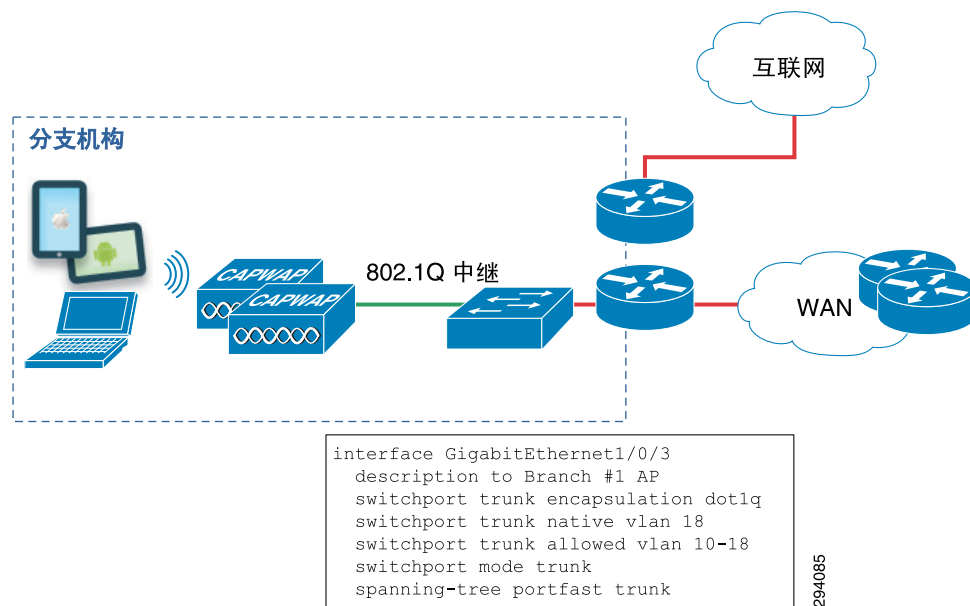 互联网
分支机构
CAPWAP
CAPWAP
802.1Q 中继
WAN
interface GigabitEthernet1/0/3
description to Branch #1 AP
switchport trunk encapsulation dot1q
switchport trunk native vlan 18
switchport trunk allowed vlan 10-18
switchport mode trunk
spanning-tree portfast trunk
294085